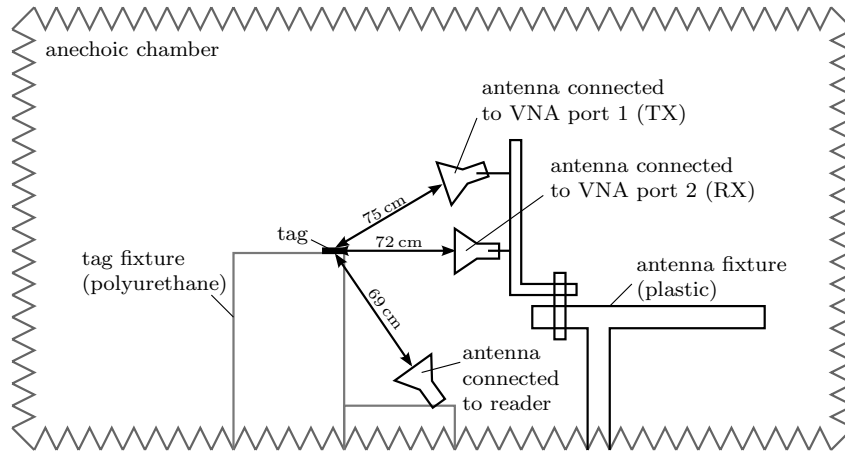 anechoic chamber
antenna connected
to VNA port 1 (TX)
antenna connected
to VNA port 2 (RX)
75 cm
tag
72 cm
tag fixture
(polyurethane)
antenna fixture
(plastic)
69 cm
antenna
connected
to reader